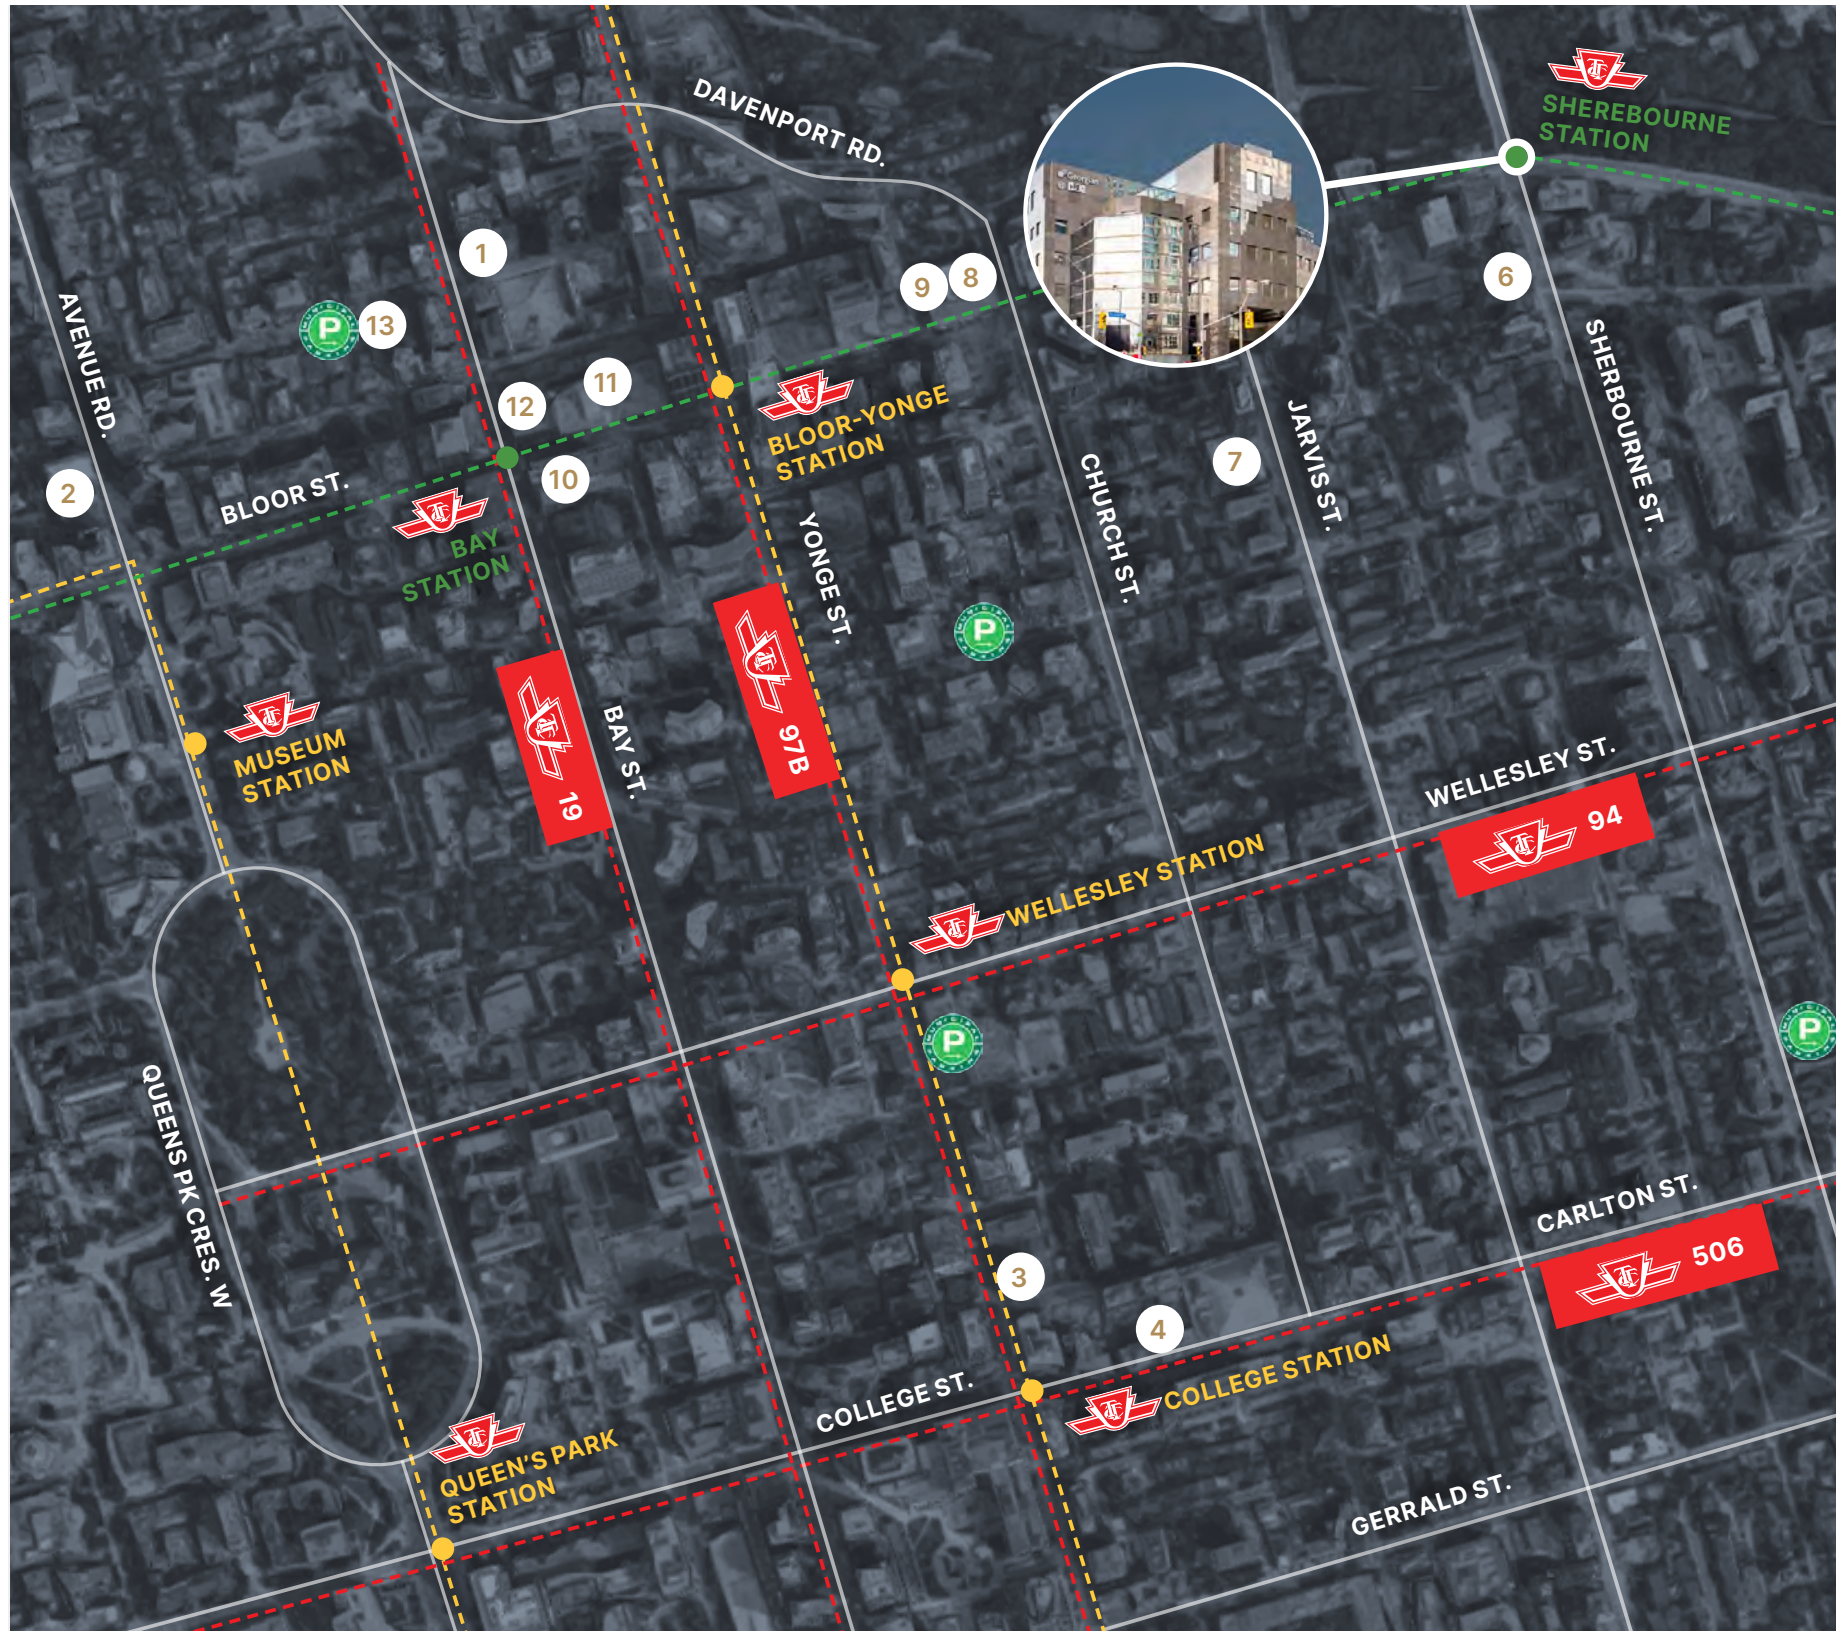 DAVENPORT RD.
SHEREBOURNE
STATION
1
6
9
8
AVENUE RD.
P
13
11
12
BLOOR-YONGE
STATION
SHERBOURNE ST.
JARVIS ST.
CHURCH ST.
7
10
2
BLOOR ST.
BAY
STATION
YONGE ST.
P
97B
MUSEUM
STATION
19
BAY ST.
WELLESLEY ST.
94
WELLESLEY STATION
P
P
QUEENS PK CRES. W
CARLTON ST.
506
3
4
COLLEGE STATION
COLLEGE ST.
QUEEN'S PARK
STATION
GERRALD ST.